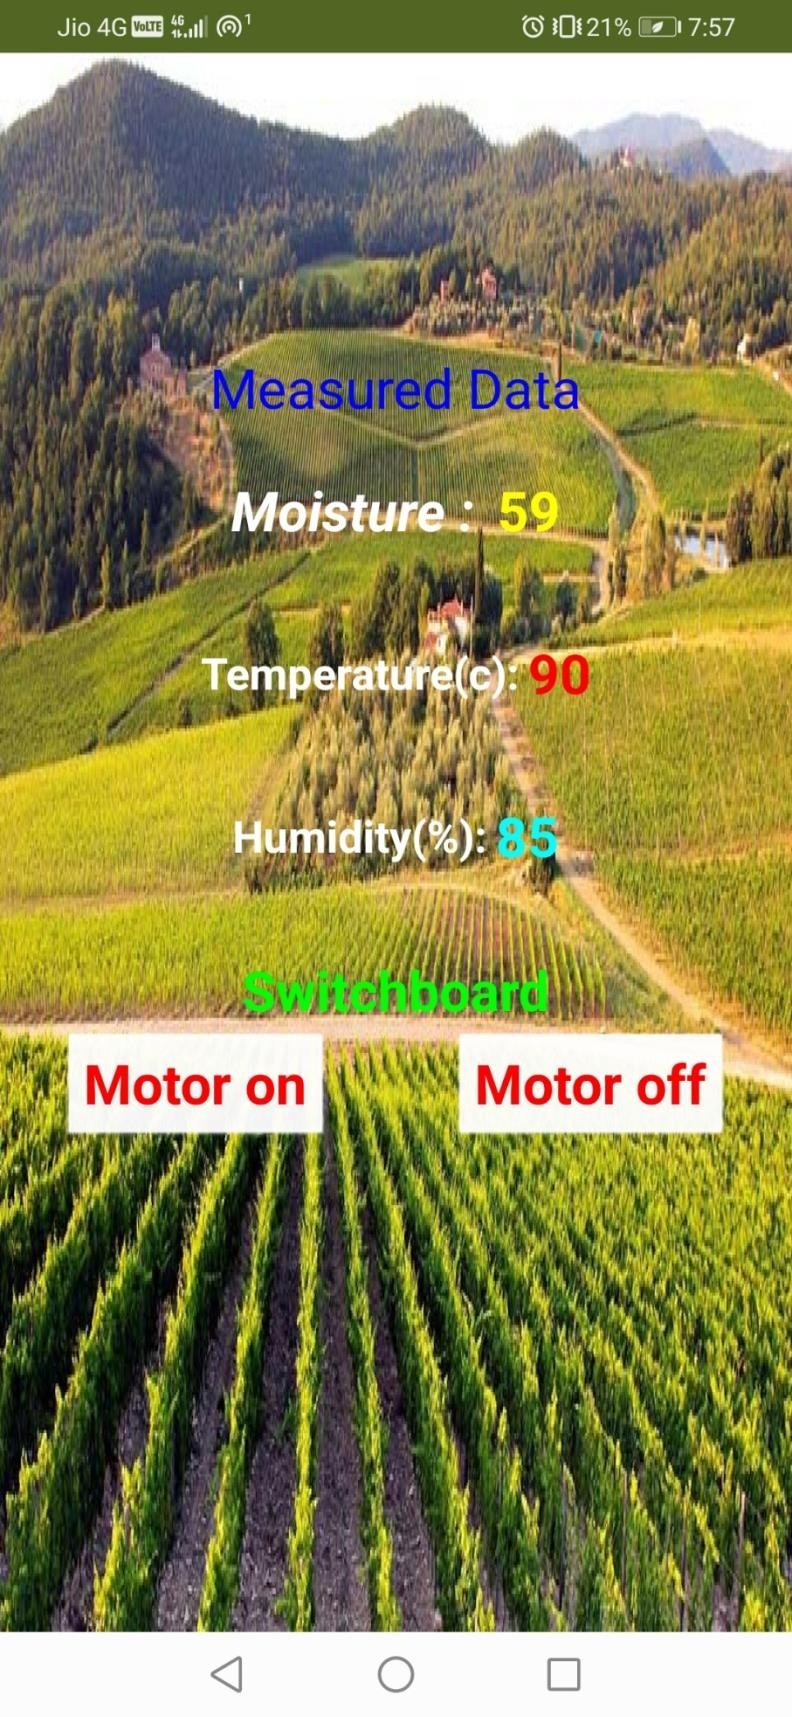 Jio 4G VoLTE 4G 1 21% 7:57
Measured Data
Moisture : 59
Temperature(c): 90
Humidity(%): 85
Switchboard
Motor on Motor off